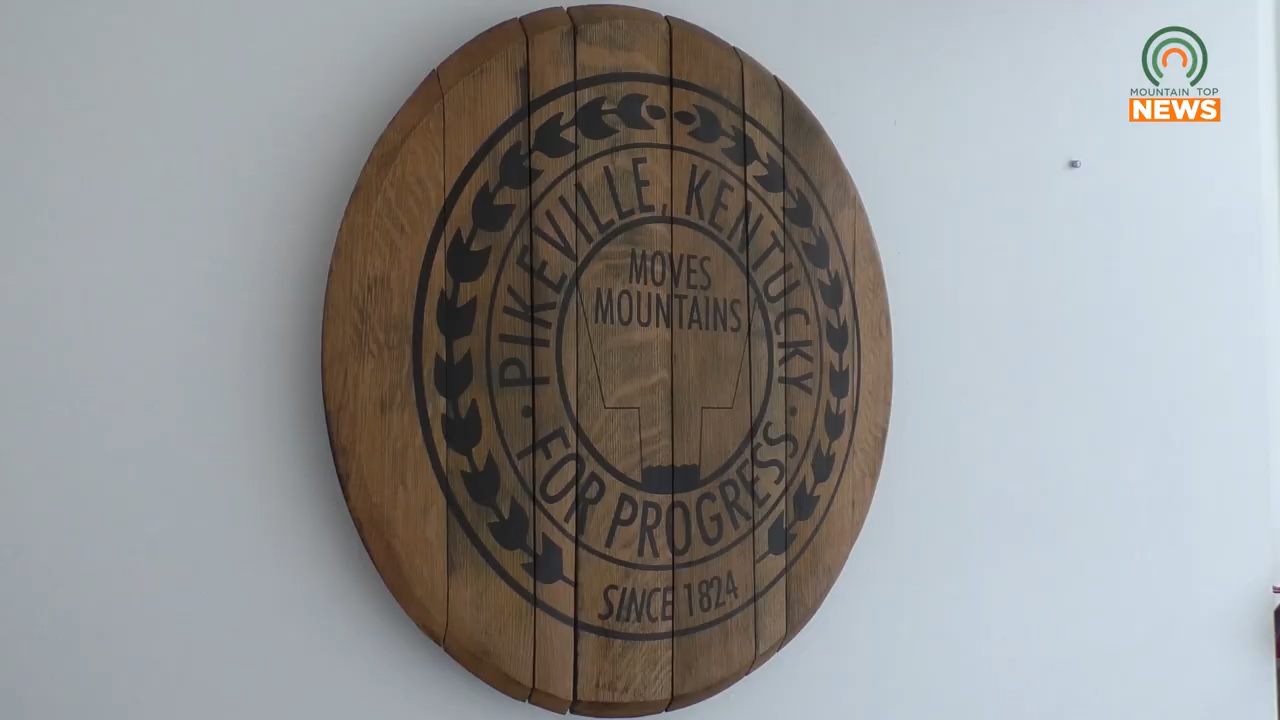 MOUNTAIN TOP
NEWS
PIKEVILLE, KENTUCKY
MOVES
MOUNTAINS
FOR PROGRESS
SINCE 1824